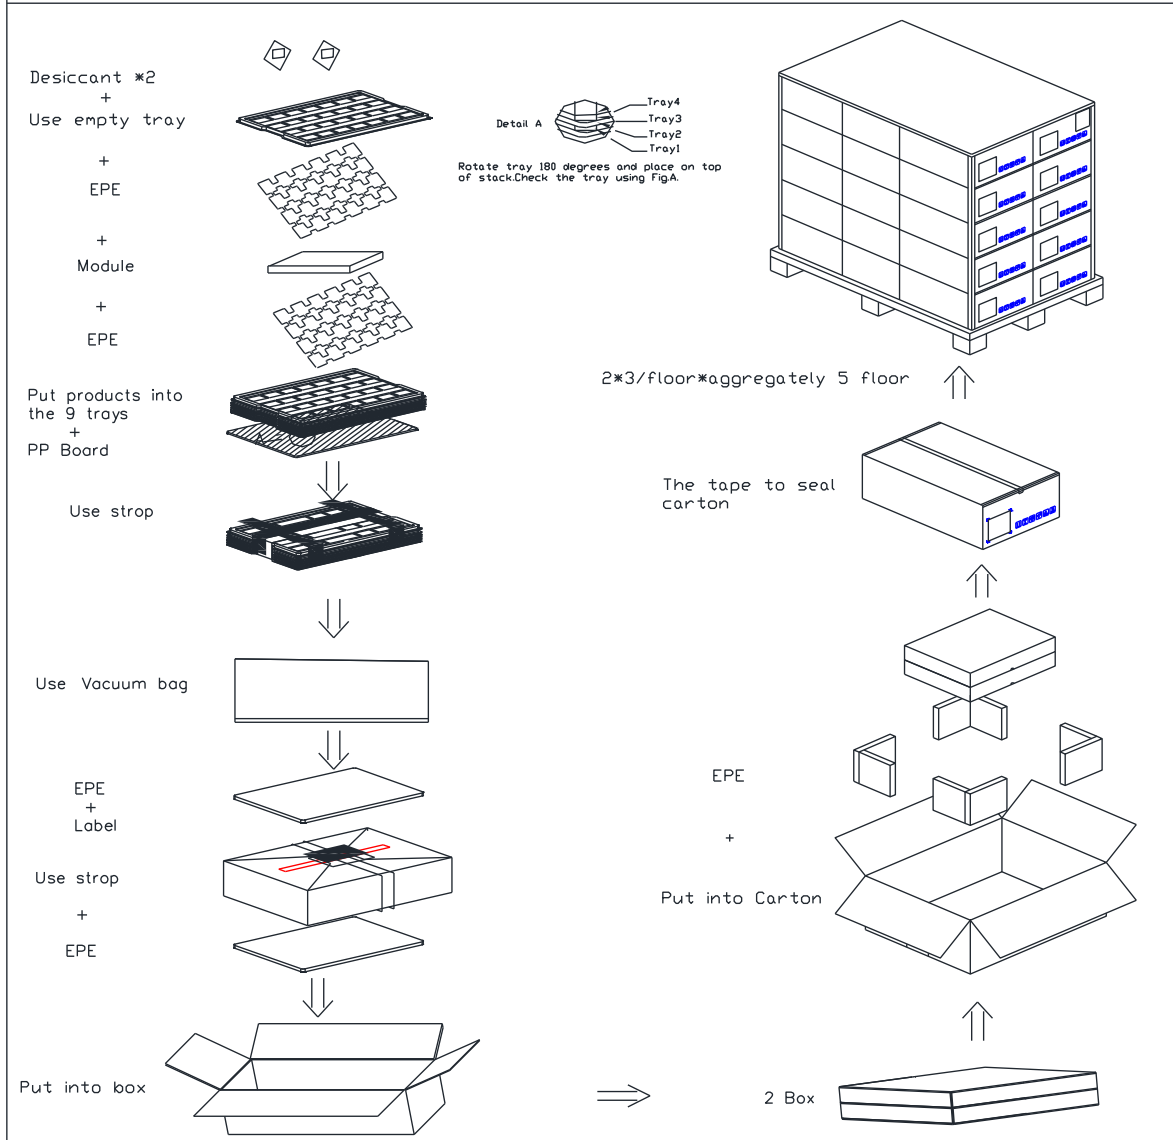 Desiccant *2
+
Use empty tray
+
EPE
+
Module
+
EPE
Put products into
the 9 trays
+
PP Board
Use strop
Use Vacuum bag
EPE
+
Label
Use strop
+
EPE
Put into box
Detail A
Tray4
Tray3
Tray2
Tray1
Rotate tray 180 degrees and place on top
of stack.Check the tray using Fig.A.
A
2 Box
Put into Carton
+
EPE
The tape to seal
carton
2*3/floor*aggregately 5 floor